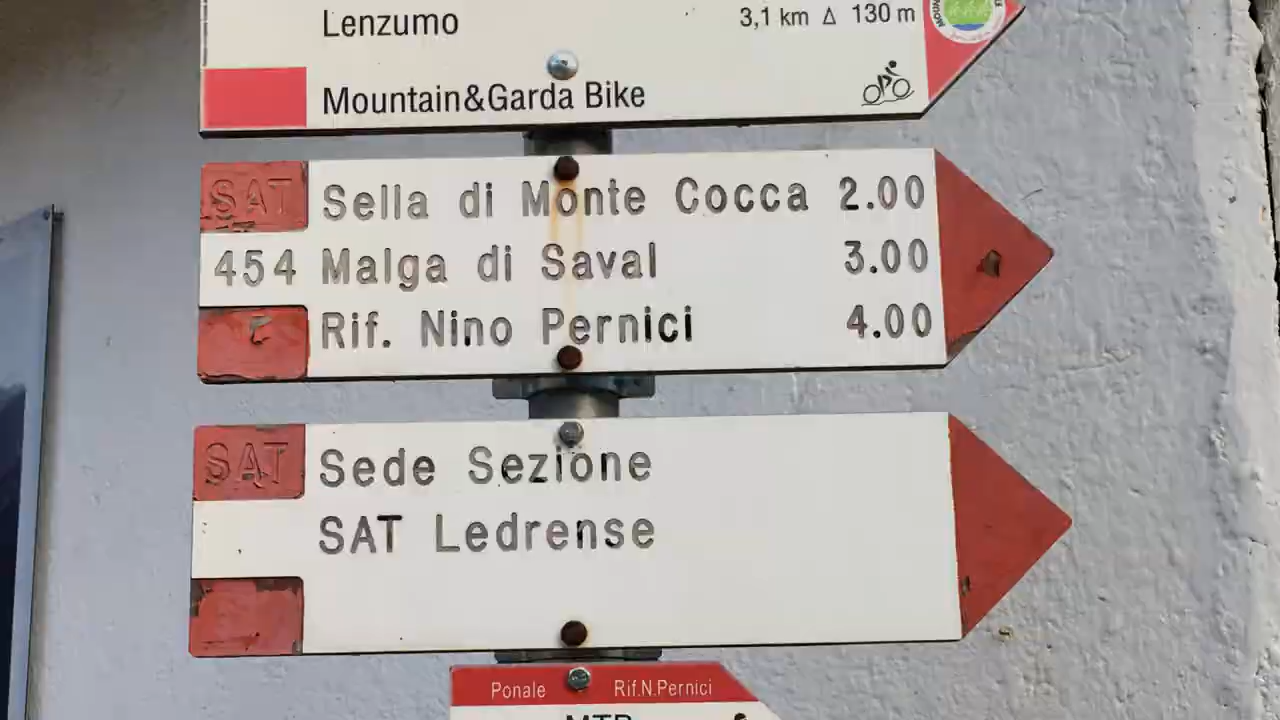 Lenzumo 3,1 km Δ 130 m
Mountain&Garda Bike
SAT Sella di Monte Cocca 2.00
454 Malga di Saval 3.00
Rif. Nino Pernici 4.00
SAT Sede Sezione
SAT Ledrense
Ponale Rif.N.Pernici
MTB